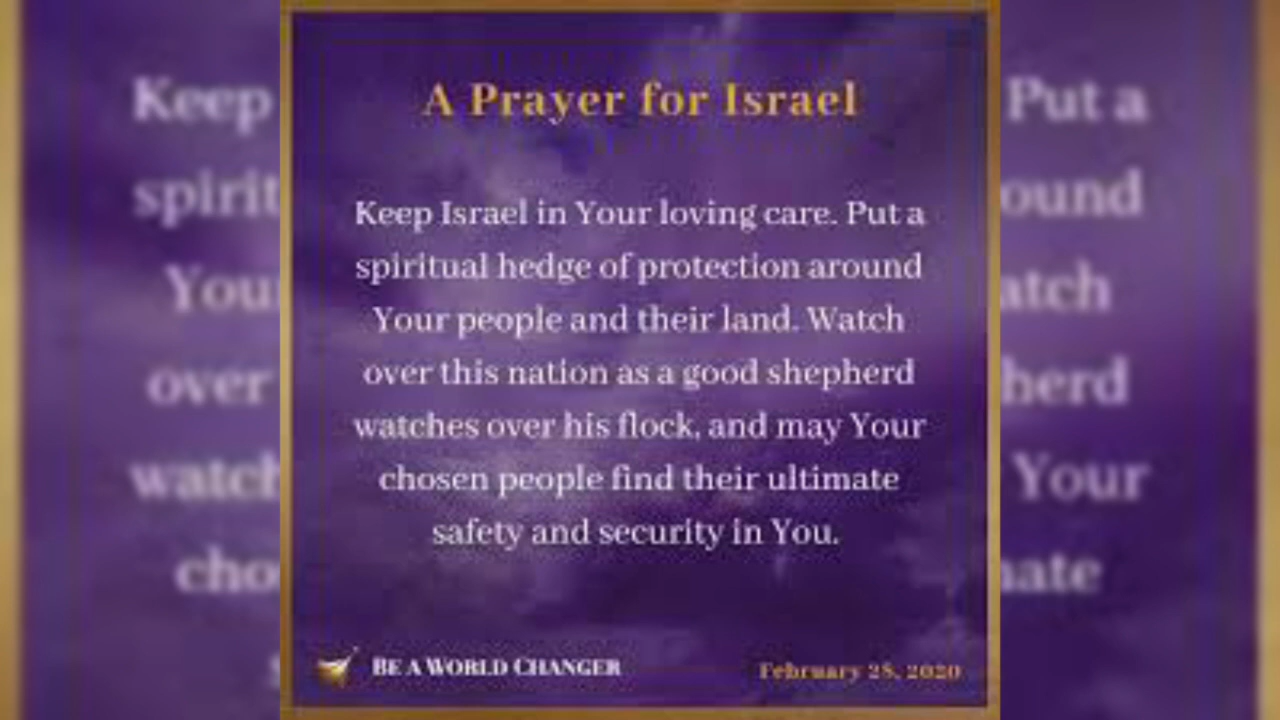 A Prayer for Israel
Keep Israel in Your loving care. Put a
spiritual hedge of protection around
Your people and their land. Watch
over this nation as a good shepherd
watches over his flock, and may Your
chosen people find their ultimate
safety and security in You.
BE A WORLD CHANGER
February 28, 2020